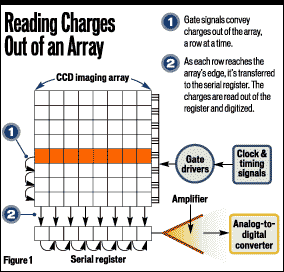 Reading Charges
Out of an Array
1 Gate signals convey
charges out of the array,
a row at a time.
2 As each row reaches the
array's edge, it's transferred
to the serial register. The
charges are read out of the
register and digitized.
CCD imaging array
1
Gate
drivers
Clock &
timing
signals
2
Amplifier
Analog-to-
digital
converter
Serial register
Figure 1